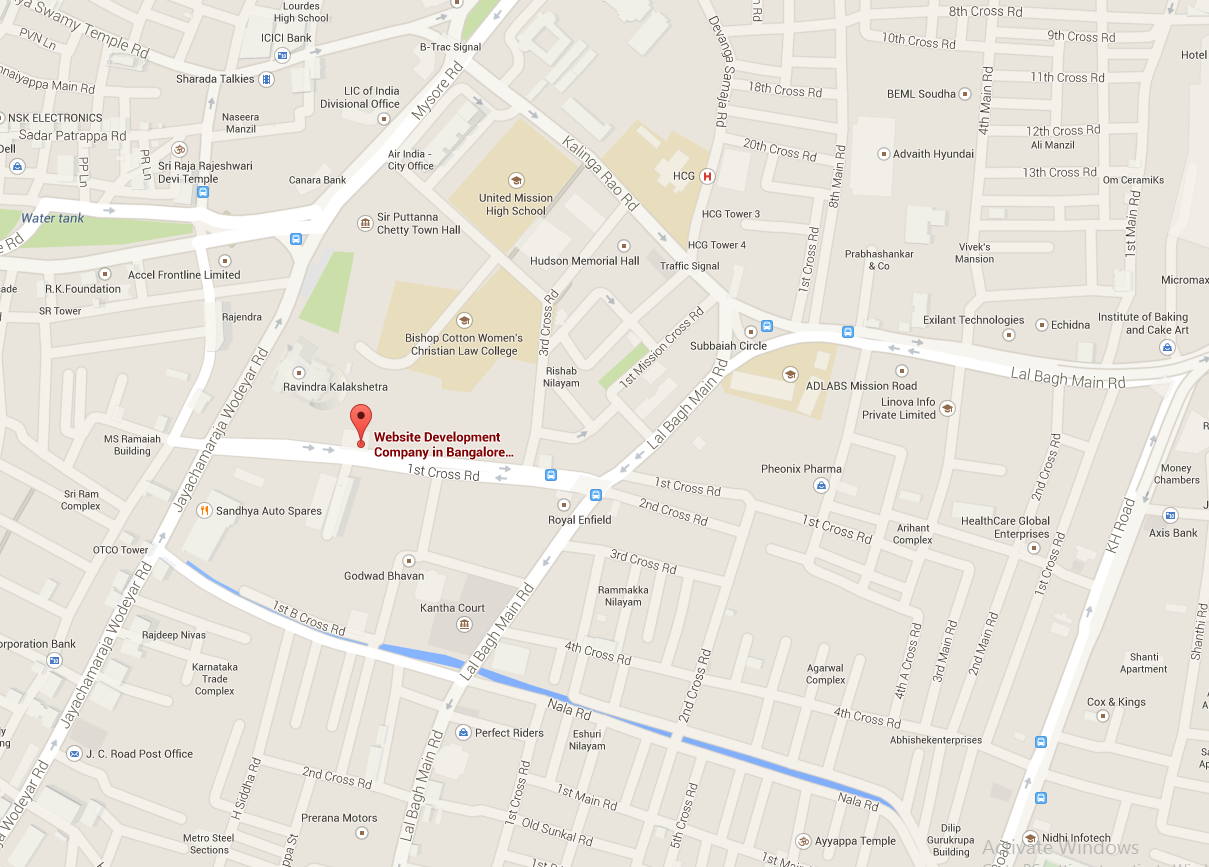 Lourdes
High School
8th Cross Rd
ya Swamy Temple Rd
PVN Ln
ICICI Bank
B-Trac Signal
10th Cross Rd
9th Cross Rd
Hotel
Devanga Samaja Rd
Sharada Talkies
11th Cross Rd
nnaiyappa Main Rd
LIC of India
Divisional Office
Mysore Rd
18th Cross Rd
BEML Soudha
4th Main Rd
NSK ELECTRONICS
Naseera
Manzil
Sadar Patrappa Rd
12th Cross Rd
Ali Manzil
Dell
PP Ln
PR Ln
Sri Raja Rajeshwari
Devi Temple
Air India -
City Office
Kalinga Rao Rd
20th Cross Rd
Advaith Hyundai
13th Cross Rd
Canara Bank
HCG
8th Main Rd
Om CeramiKs
United Mission
High School
Water tank
Sir Puttanna
Chetty Town Hall
HCG Tower 3
1st Main Rd
e Rd
HCG Tower 4
1st Cross Rd
Prabhashankar
& Co
Vivek's
Mansion
Hudson Memorial Hall
Traffic Signal
Accel Frontline Limited
Micromax
cade
R.K.Foundation
SR Tower
Rajendra
3rd Cross Rd
Exilant Technologies
Echidna
Institute of Baking
and Cake Art
Bishop Cotton Women's
Christian Law College
1st Mission Cross Rd
Subbaiah Circle
Rishab
Nilayam
Lal Bagh Main Rd
Jayachamaraja Wodeyar Rd
Ravindra Kalakshetra
ADLABS Mission Road
Linova Info
Private Limited
Lal Bagh Main Rd
MS Ramaiah
Building
Website Development
Company in Bangalore...
1st Cross Rd
Pheonix Pharma
2nd Cross Rd
Money
Chambers
Sri Ram
Complex
1st Cross Rd
2nd Cross Rd
Sandhya Auto Spares
Royal Enfield
1st Cross Rd
Arihant
Complex
HealthCare Global
Enterprises
KH Road
Axis Bank
OTCO Tower
3rd Cross Rd
1st Cross Rd
Godwad Bhavan
Rammakka
Nilayam
1st B Cross Rd
Kantha Court
Jayachamaraja Wodeyar Rd
Lal Bagh Main Rd
Rajdeep Nivas
orporation Bank
4th Cross Rd
4th A Cross Rd
3rd Main Rd
2nd Main Rd
Shanthi Rd
Karnataka
Trade
Complex
2nd Cross Rd
Agarwal
Complex
Shanti
Apartment
Cox & Kings
Nala Rd
4th Cross Rd
Perfect Riders
Eshuri
Nilayam
Abhishekenterprises
J. C. Road Post Office
a Wodeyar Rd
H Siddha Rd
2nd Cross Rd
Lal Bagh Main Rd
1st Cross Rd
1st Main Rd
5th Cross Rd
Nala Rd
Prerana Motors
Old Sunkal Rd
Ayyappa Temple
Dilip
Gurukrupa
Building
Nidhi Infotech
Metro Steel
Sections
ppa St
Road
Activate Windows